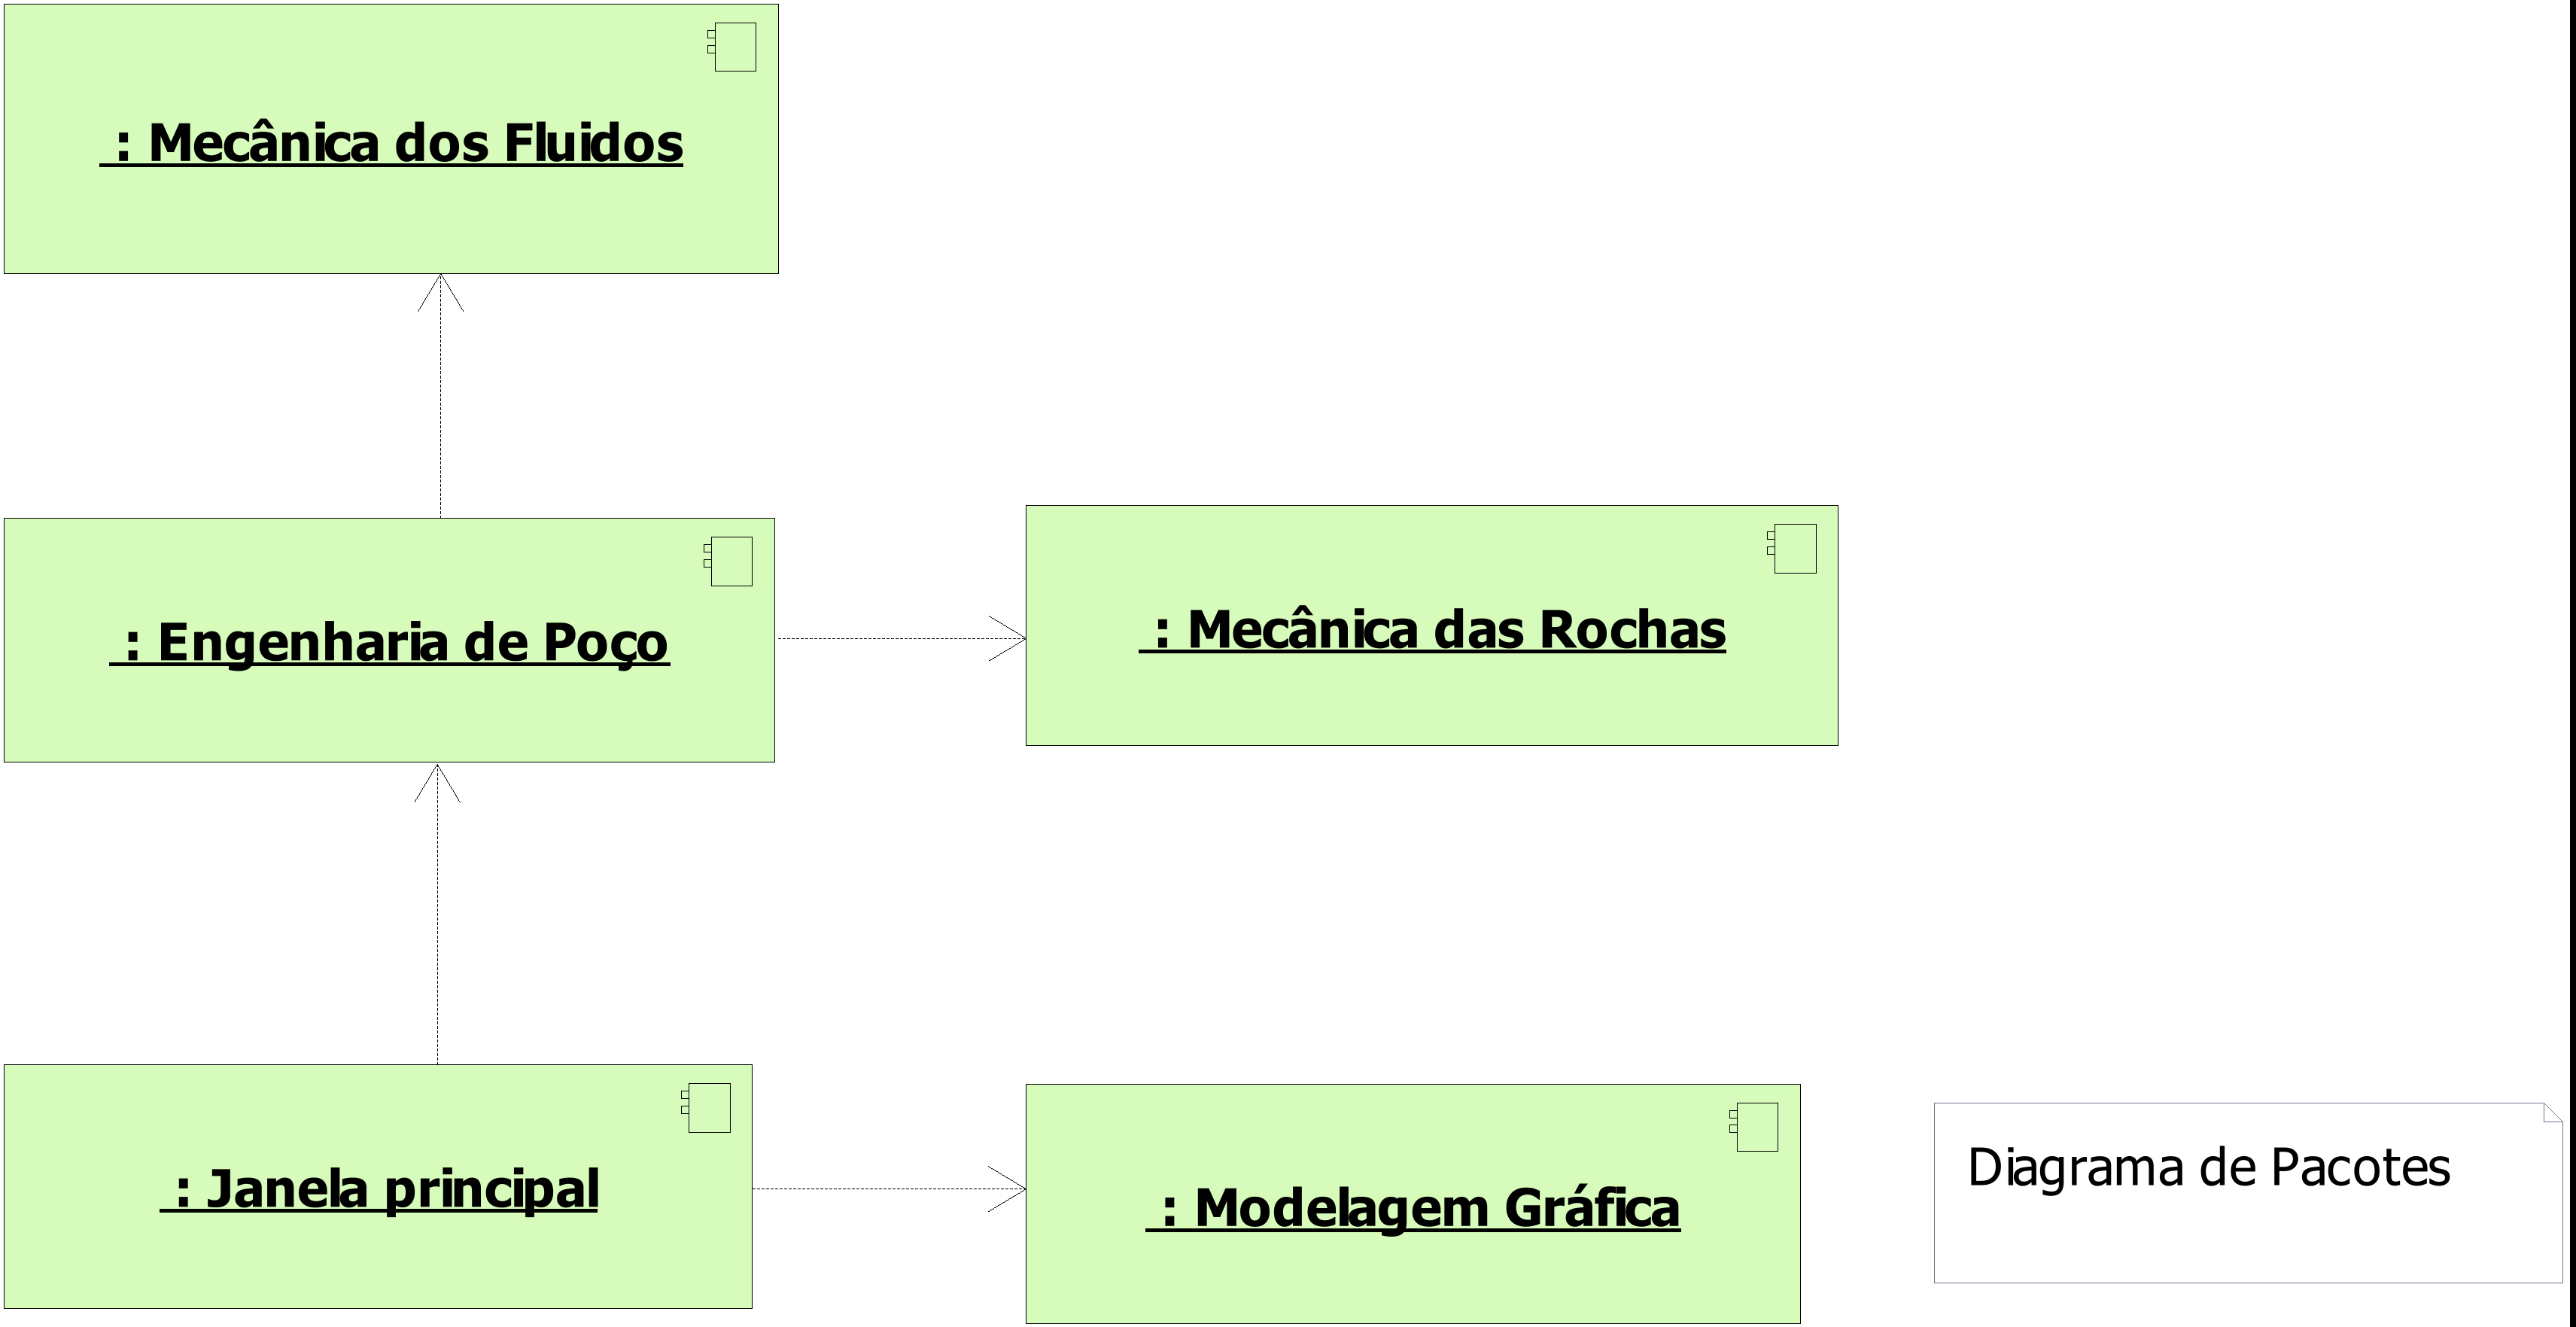 : Mecânica dos Fluidos
: Engenharia de Poço
: Mecânica das Rochas
: Janela principal
: Modelagem Gráfica
Diagrama de Pacotes